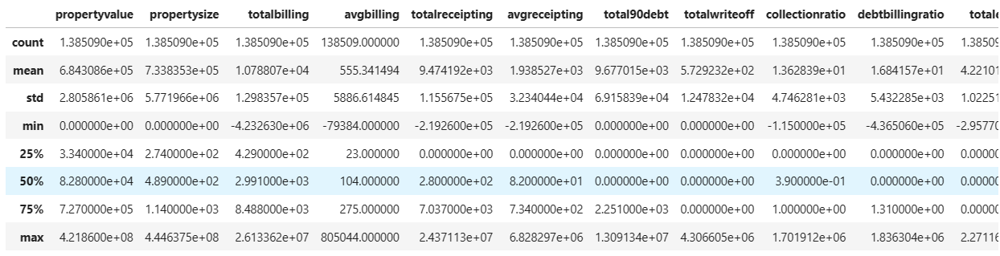 propertyvalue propertysize totalbilling avgbilling totalreceipting avgreceipting total90debt totalwriteoff collectionratio debtbillingratio totale
count 1.385090e+05 1.385090e+05 1.385090e+05 138509.000000 1.385090e+05 1.385090e+05 1.385090e+05 1.385090e+05 1.385090e+05 1.385090e+05 1.38509
mean 6.843086e+05 7.338353e+05 1.078807e+04 555.341494 9.474192e+03 1.938527e+03 9.677015e+03 5.729232e+02 1.362839e+01 1.684157e+01 4.22101
std 2.805861e+06 5.771966e+06 1.298357e+05 5886.614845 1.155675e+05 3.234044e+04 6.915839e+04 1.247832e+04 4.746281e+03 5.432285e+03 1.02251
min 0.000000e+00 0.000000e+00 -4.232630e+06 -79384.000000 -2.192600e+05 -2.192600e+05 0.000000e+00 0.000000e+00 -1.150000e+05 -4.365060e+05 -2.95770
25% 3.340000e+04 2.740000e+02 4.290000e+02 23.000000 0.000000e+00 0.000000e+00 0.000000e+00 0.000000e+00 0.000000e+00 0.000000e+00 0.00000
50% 8.280000e+04 4.890000e+02 2.991000e+03 104.000000 2.800000e+02 8.200000e+01 0.000000e+00 0.000000e+00 3.900000e-01 0.000000e+00 0.00000
75% 7.270000e+05 1.140000e+03 8.488000e+03 275.000000 7.037000e+03 7.340000e+02 2.251000e+03 0.000000e+00 1.000000e+00 1.310000e+00 0.00000
max 4.218600e+08 4.446375e+08 2.613362e+07 805044.000000 2.437113e+07 6.828297e+06 1.309134e+07 4.306605e+06 1.701912e+06 1.836304e+06 2.27116